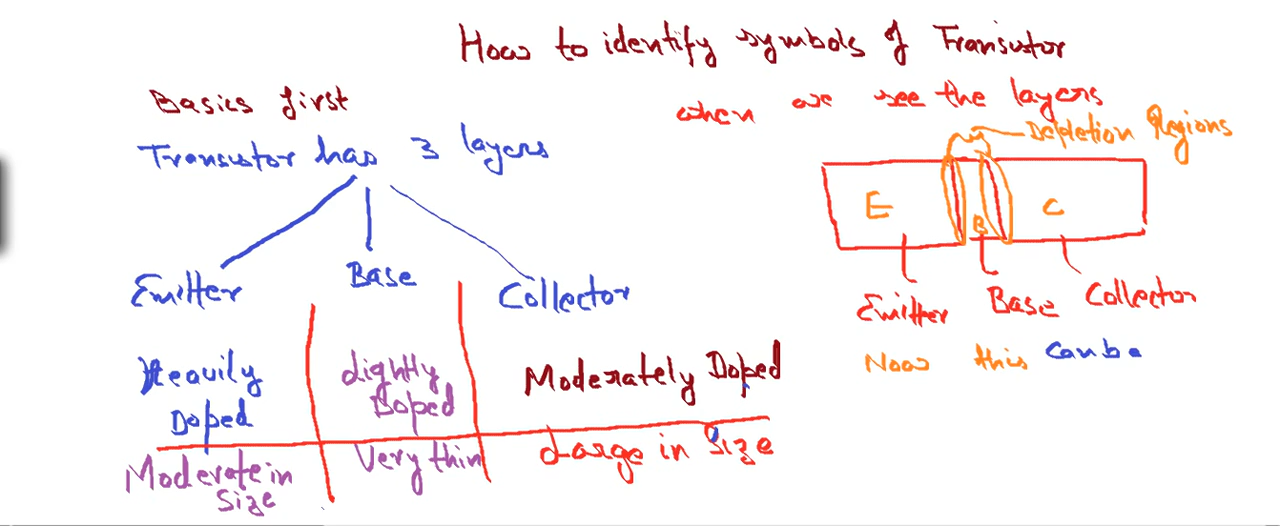 How to identify symbols of Transistor
Basics first
when we see the layers
Transistor has 3 layers
Depletion Regions
E
B
C
Emitter
Base
Collector
Emitter
Base
Collector
Now this can be
Heavily
Doped
Lightly
Doped
Moderately Doped
Moderate in
Size
Very thin
Large in Size